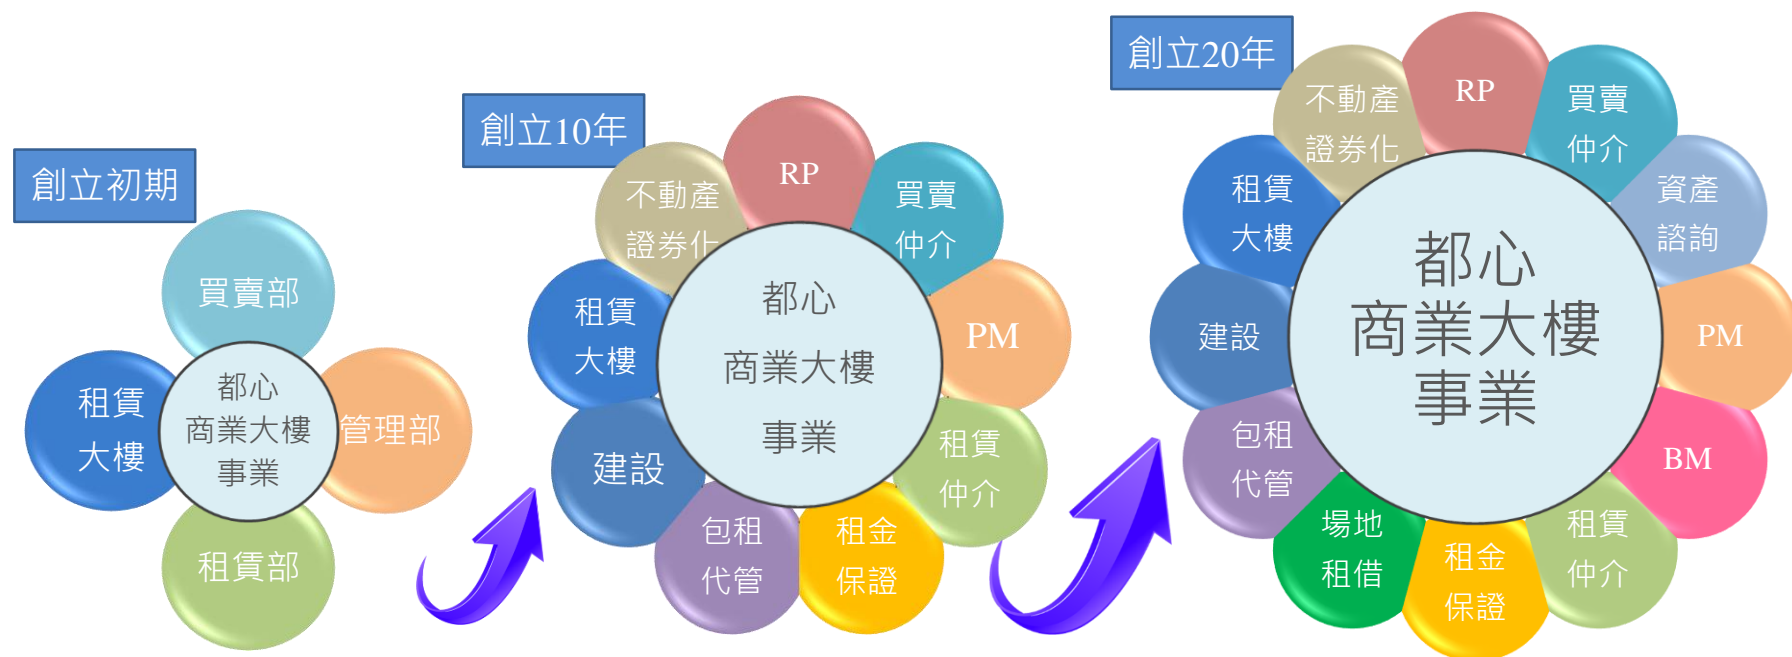 創立初期
買賣部
租賃
大樓
都心
商業大樓
事業
管理部
租賃部
創立10年
RP
不動產
證券化
買賣
仲介
租賃
大樓
都心
商業大樓
事業
PM
建設
租賃
仲介
包租
代管
租金
保證
創立20年
RP
不動產
證券化
買賣
仲介
租賃
大樓
資產
諮詢
都心
商業大樓
事業
建設
PM
包租
代管
BM
場地
租借
租金
保證
租賃
仲介